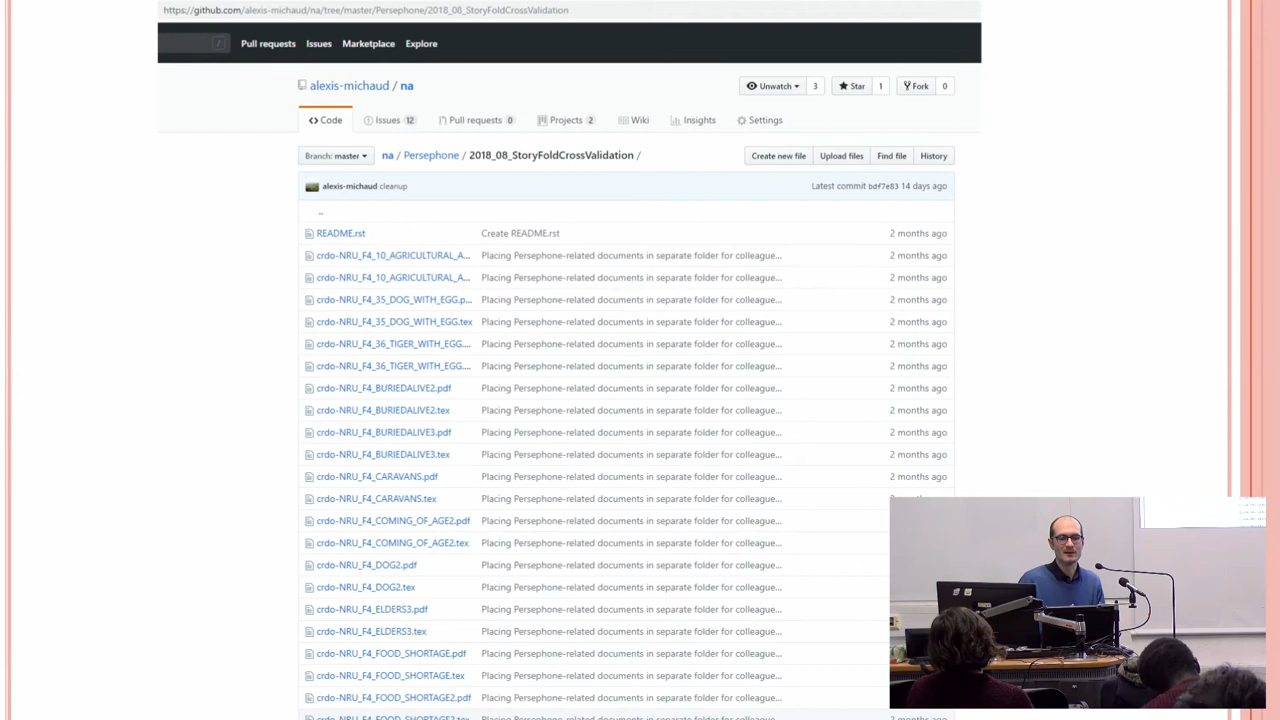 https://github.com/alexis-michaud/na/tree/master/Persephone/2018_08_StoryFoldCrossValidation
/ Pull requests Issues Marketplace Explore
alexis-michaud / na Unwatch 3 Star 1 Fork 0
Code Issues 12 Pull requests 0 Projects 2 Wiki Insights Settings
Branch: master na / Persephone / 2018_08_StoryFoldCrossValidation / Create new file Upload files Find file History
alexis-michaud cleanup Latest commit bdf7e83 14 days ago
..
README.rst Create README.rst 2 months ago
crdo-NRU_F4_10_AGRICULTURAL_A... Placing Persephone-related documents in separate folder for colleague... 2 months ago
crdo-NRU_F4_10_AGRICULTURAL_A... Placing Persephone-related documents in separate folder for colleague... 2 months ago
crdo-NRU_F4_35_DOG_WITH_EGG.p... Placing Persephone-related documents in separate folder for colleague... 2 months ago
crdo-NRU_F4_35_DOG_WITH_EGG.tex Placing Persephone-related documents in separate folder for colleague... 2 months ago
crdo-NRU_F4_36_TIGER_WITH_EGG.... Placing Persephone-related documents in separate folder for colleague... 2 months ago
crdo-NRU_F4_36_TIGER_WITH_EGG.... Placing Persephone-related documents in separate folder for colleague... 2 months ago
crdo-NRU_F4_BURIEDALIVE2.pdf Placing Persephone-related documents in separate folder for colleague... 2 months ago
crdo-NRU_F4_BURIEDALIVE2.tex Placing Persephone-related documents in separate folder for colleague... 2 months ago
crdo-NRU_F4_BURIEDALIVE3.pdf Placing Persephone-related documents in separate folder for colleague... 2 months ago
crdo-NRU_F4_BURIEDALIVE3.tex Placing Persephone-related documents in separate folder for colleague... 2 months ago
crdo-NRU_F4_CARAVANS.pdf Placing Persephone-related documents in separate folder for colleague... 2 months ago
crdo-NRU_F4_CARAVANS.tex Placing Persephone-related documents in separate folder for colleague... 2 months ago
crdo-NRU_F4_COMING_OF_AGE2.pdf Placing Persephone-related documents in separate folder for colleague...
crdo-NRU_F4_COMING_OF_AGE2.tex Placing Persephone-related documents in separate folder for colleague...
crdo-NRU_F4_DOG2.pdf Placing Persephone-related documents in separate folder for colleague...
crdo-NRU_F4_DOG2.tex Placing Persephone-related documents in separate folder for colleague...
crdo-NRU_F4_ELDERS3.pdf Placing Persephone-related documents in separate folder for colleague...
crdo-NRU_F4_ELDERS3.tex Placing Persephone-related documents in separate folder for colleague...
crdo-NRU_F4_FOOD_SHORTAGE.pdf Placing Persephone-related documents in separate folder for colleague...
crdo-NRU_F4_FOOD_SHORTAGE.tex Placing Persephone-related documents in separate folder for colleague...
crdo-NRU_F4_FOOD_SHORTAGE2.pdf Placing Persephone-related documents in separate folder for colleague...
crdo-NRU_F4_FOOD_SHORTAGE2.tex Placing Persephone-related documents in separate folder for colleague... 2 months ago